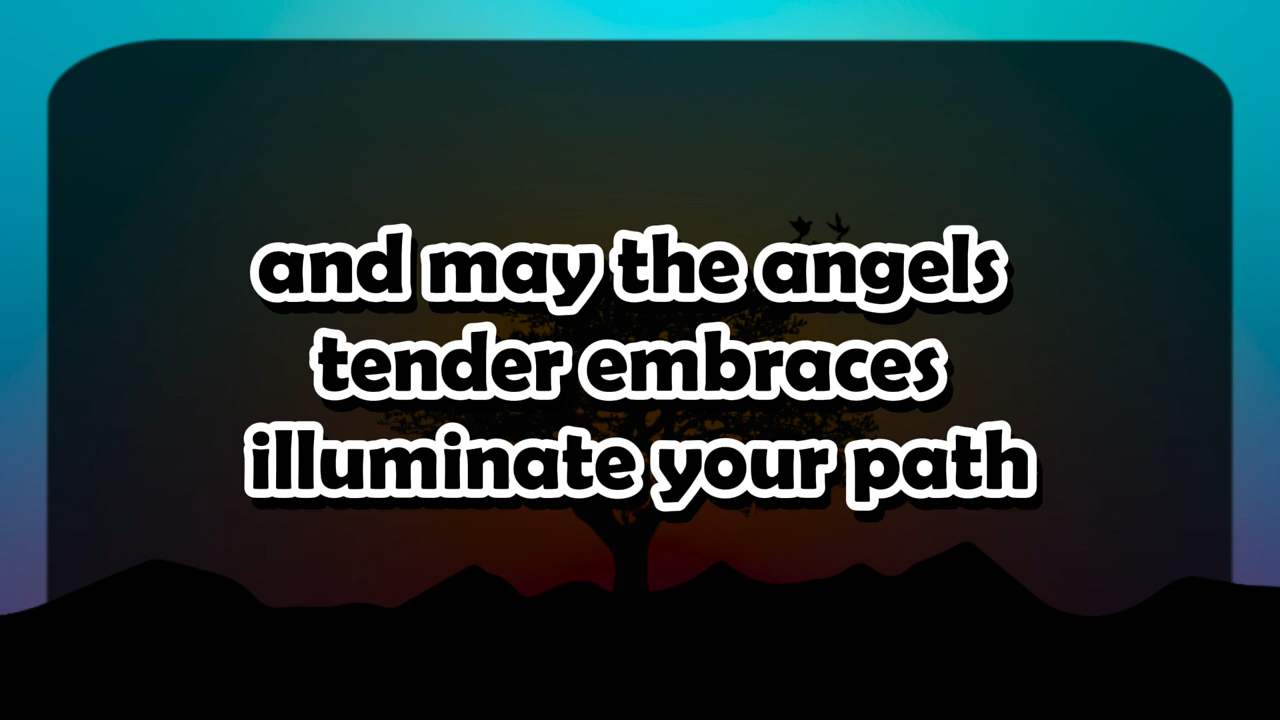 and may the angels
tender embraces
illuminate your path